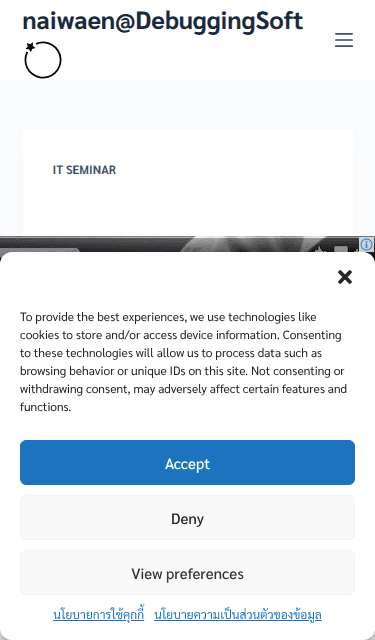 naiwaen@DebuggingSoft
IT SEMINAR
To provide the best experiences, we use technologies like
cookies to store and/or access device information. Consenting
to these technologies will allow us to process data such as
browsing behavior or unique IDs on this site. Not consenting or
withdrawing consent, may adversely affect certain features and
functions.
Accept
Deny
View preferences
นโยบายการใช้คุกกี้ นโยบายความเป็นส่วนตัวของข้อมูล